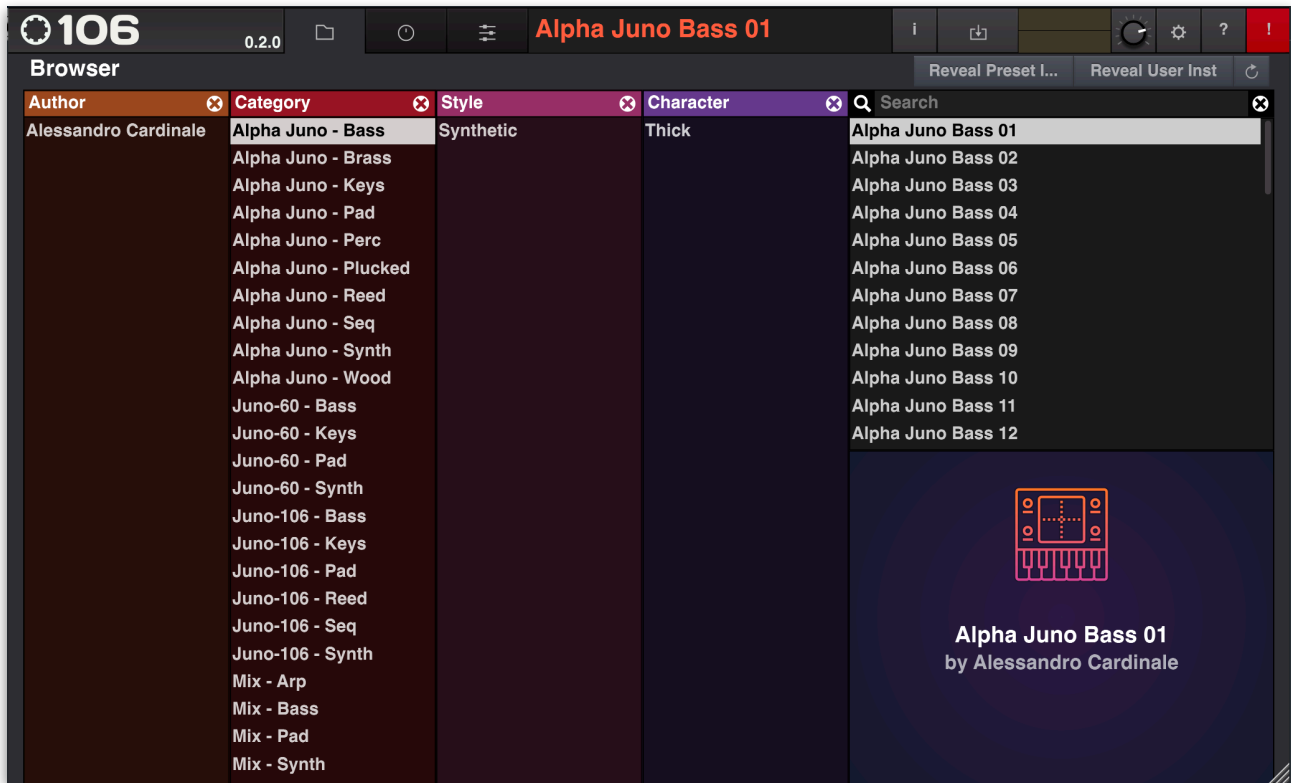 106 0.2.0 Alpha Juno Bass 01 i ? !
Browser Reveal Preset I... Reveal User Inst
Author Category Style Character Search
Alessandro Cardinale Alpha Juno - Bass Synthetic Thick Alpha Juno Bass 01
Alpha Juno - Brass Alpha Juno Bass 02
Alpha Juno - Keys Alpha Juno Bass 03
Alpha Juno - Pad Alpha Juno Bass 04
Alpha Juno - Perc Alpha Juno Bass 05
Alpha Juno - Plucked Alpha Juno Bass 06
Alpha Juno - Reed Alpha Juno Bass 07
Alpha Juno - Seq Alpha Juno Bass 08
Alpha Juno - Synth Alpha Juno Bass 09
Alpha Juno - Wood Alpha Juno Bass 10
Juno-60 - Bass Alpha Juno Bass 11
Juno-60 - Keys Alpha Juno Bass 12
Juno-60 - Pad
Juno-60 - Synth
Juno-106 - Bass
Juno-106 - Keys
Juno-106 - Pad
Juno-106 - Reed
Juno-106 - Seq
Juno-106 - Synth
Mix - Arp
Mix - Bass
Mix - Pad
Mix - Synth
Alpha Juno Bass 01
by Alessandro Cardinale